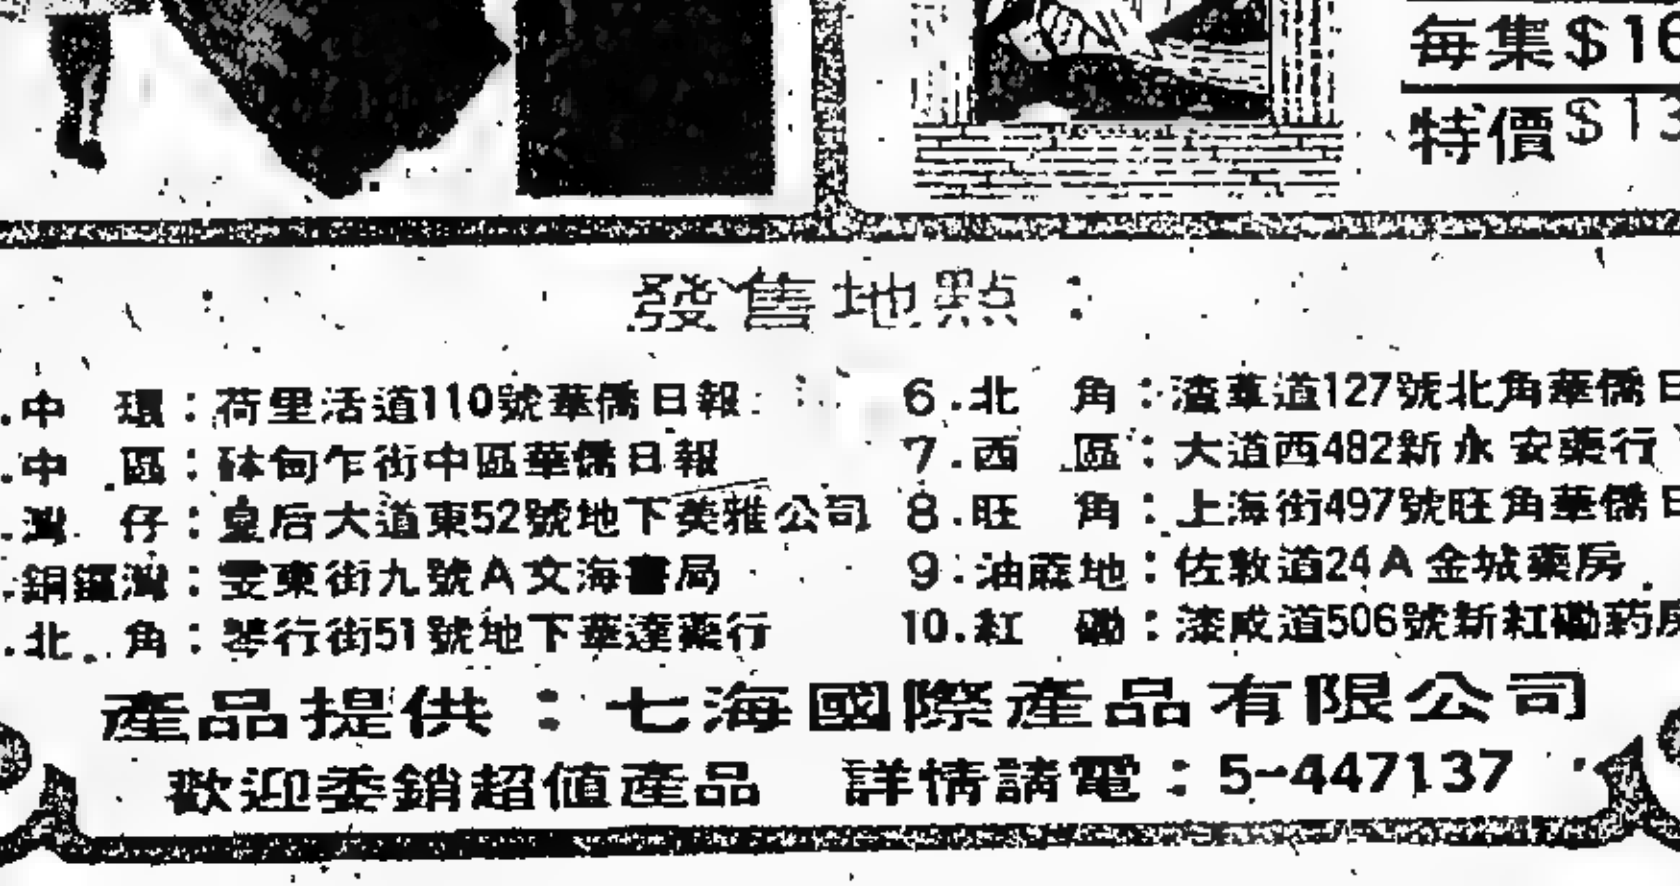 每集$16
特價$13
發售地點：
.中　環：荷里活道110號華僑日報
.中　區：砵甸乍街中區華僑日報
.灣　仔：皇后大道東52號地下美雅公司
.銅鑼灣：雯東街九號A文海書局
.北　角：琴行街51號地下華達藥行
6.北　角：渣華道127號北角華僑日
7.西　區：大道西482新永安藥行
8.旺　角：上海街497號旺角華僑日
9.油蔴地：佐敦道24A金城藥房
10.紅　磡：漆咸道506號新紅磡葯房
產品提供：七海國際產品有限公司
歡迎委銷超値產品　詳情請電：5-447137